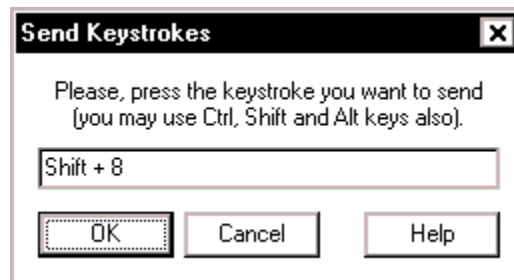 Send Keystrokes
Please, press the keystroke you want to send
(you may use Ctrl, Shift and Alt keys also).
Shift + 8
OK Cancel Help